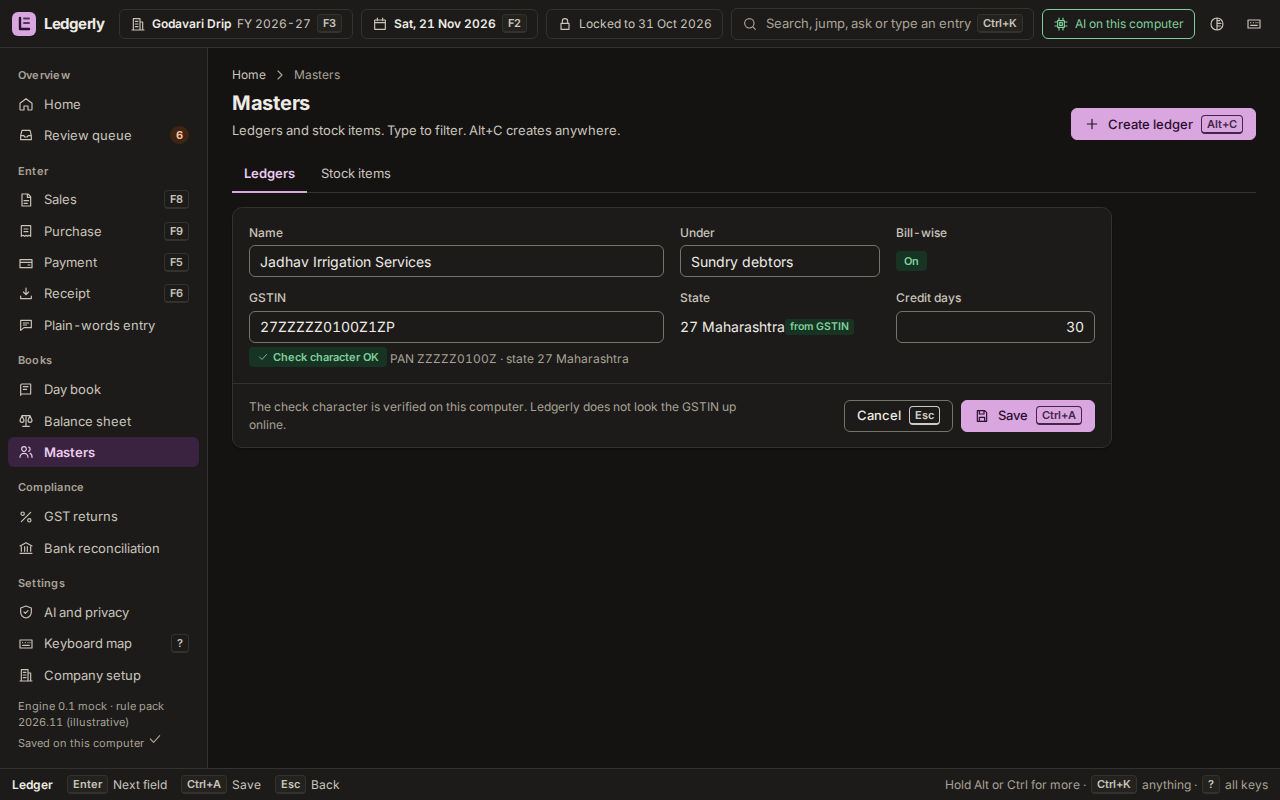 Ledgerly
Godavari Drip FY 2026-27 F3
Sat, 21 Nov 2026 F2
Locked to 31 Oct 2026
Search, jump, ask or type an entry Ctrl+K
AI on this computer
Overview
Home
Review queue 6
Enter
Sales F8
Purchase F9
Payment F5
Receipt F6
Plain-words entry
Books
Day book
Balance sheet
Masters
Compliance
GST returns
Bank reconciliation
Settings
AI and privacy
Keyboard map ?
Company setup
Engine 0.1 mock · rule pack
2026.11 (illustrative)
Saved on this computer
Home Masters
Masters
Ledgers and stock items. Type to filter. Alt+C creates anywhere.
Create ledger Alt+C
Ledgers Stock items
Name Under Bill-wise
Jadhav Irrigation Services Sundry debtors On
GSTIN State Credit days
27ZZZZZ0100Z1ZP 27 Maharashtra from GSTIN 30
Check character OK PAN ZZZZZ0100Z · state 27 Maharashtra
The check character is verified on this computer. Ledgerly does not look the GSTIN up
online.
Cancel Esc Save Ctrl+A
Ledger Enter Next field Ctrl+A Save Esc Back
Hold Alt or Ctrl for more · Ctrl+K anything · ? all keys